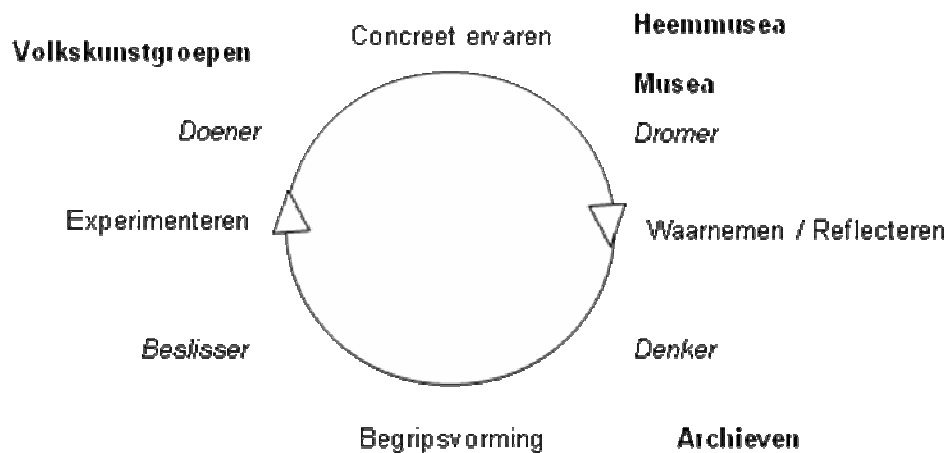 Heemmusea
Volkskunstgroepen
Concreet ervaren
Musea
Doener
Dromer
Experimenteren
Waarnemen / Reflecteren
Beslisser
Denker
Begripsvorming
Archieven